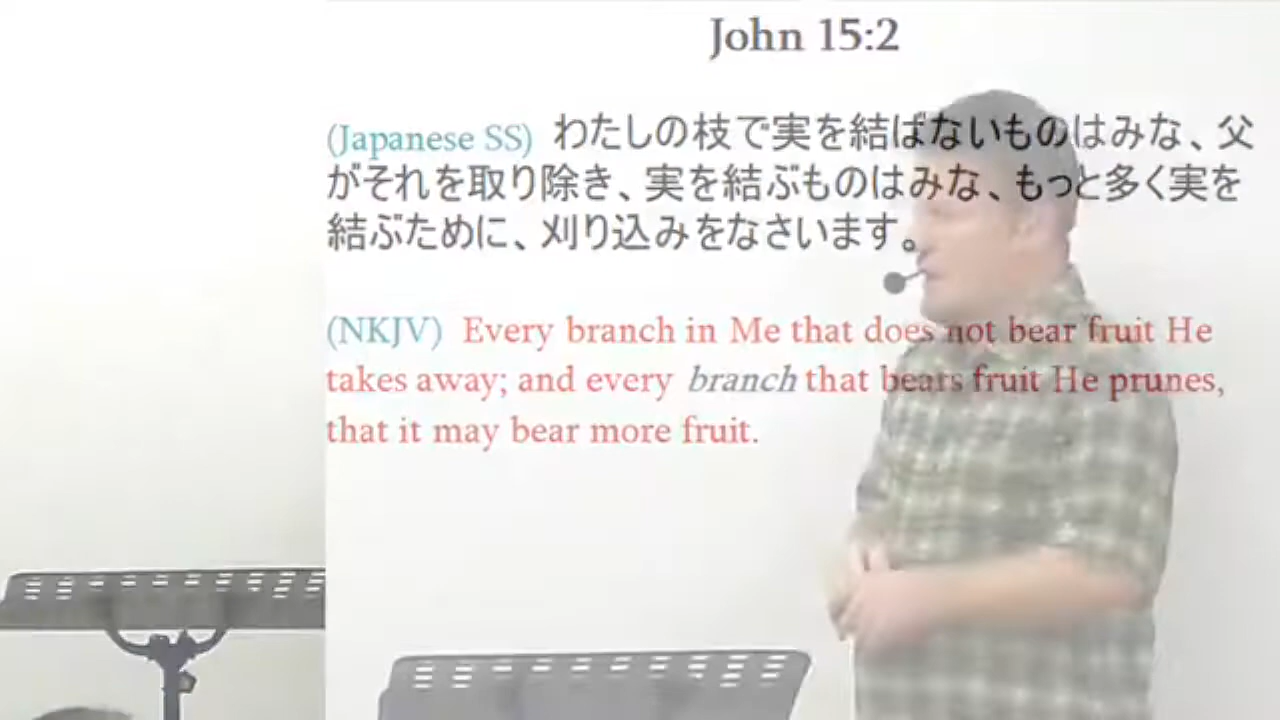 John 15:2
(Japanese SS) わたしの枝で実を結ばないものはみな、父
がそれを取り除き、実を結ぶものはみな、もっと多く実を
結ぶために、刈り込みをなさいます。
(NKJV) Every branch in Me that does not bear fruit He
takes away; and every branch that bears fruit He prunes,
that it may bear more fruit.